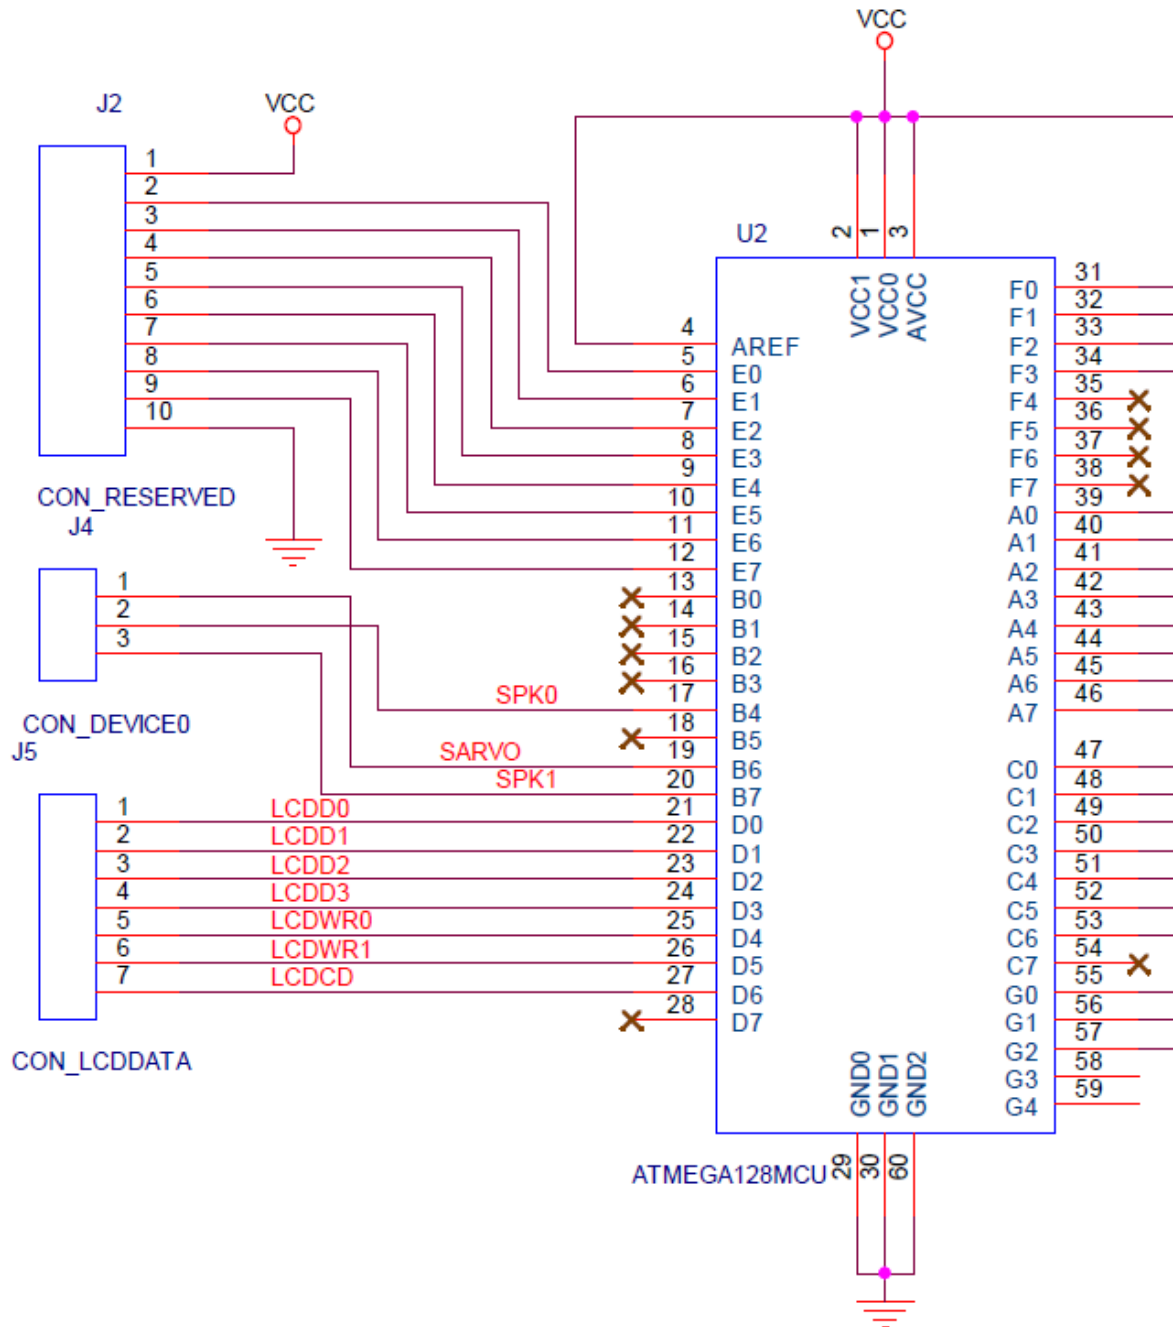 VCC
J2
VCC
1
2
3
4
5
6
7
8
9
10
CON_RESERVED
J4
1
2
3
CON_DEVICE0
J5
1
2
3
4
5
6
7
CON_LCDDATA
SPK0
SARVO
SPK1
LCDD0
LCDD1
LCDD2
LCDD3
LCDWR0
LCDWR1
LCDCD
U2
2 1 3
VCC1 VCC0 AVCC
4 AREF
5 E0
6 E1
7 E2
8 E3
9 E4
10 E5
11 E6
12 E7
13 B0
14 B1
15 B2
16 B3
17 B4
18 B5
19 B6
20 B7
21 D0
22 D1
23 D2
24 D3
25 D4
26 D5
27 D6
28 D7
F0 31
F1 32
F2 33
F3 34
F4 35
F5 36
F6 37
F7 38
A0 39
A1 40
A2 41
A3 42
A4 43
A5 44
A6 45
A7 46
C0 47
C1 48
C2 49
C3 50
C4 51
C5 52
C6 53
C7 54
G0 55
G1 56
G2 57
G3 58
G4 59
GND0 GND1 GND2
29 30 60
ATMEGA128MCU